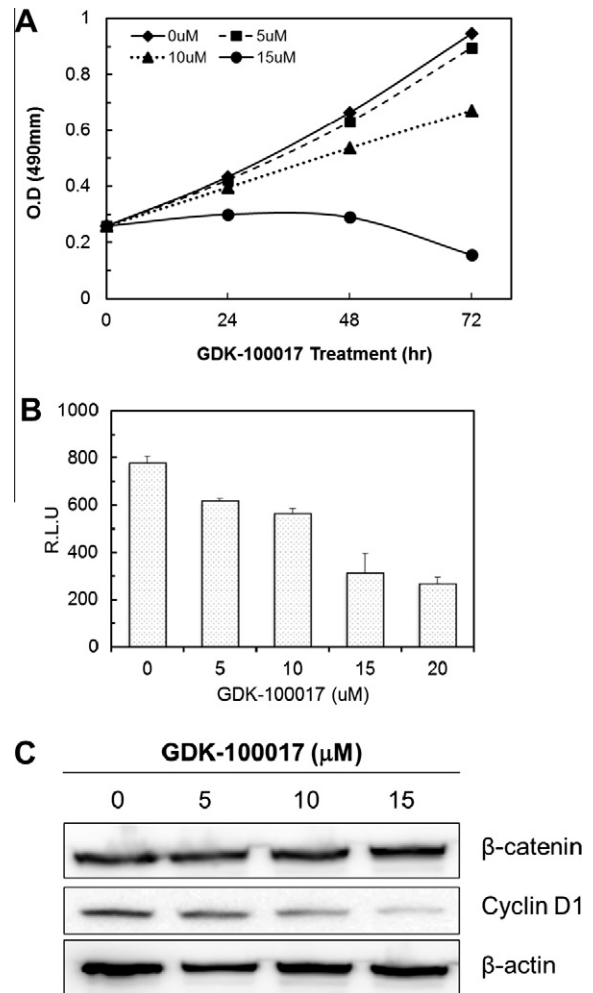 A
0uM 5uM
10uM 15uM
1
0.8
0.6
0.4
0.2
0
O.D (490mm)
0 24 48 72
GDK-100017 Treatment (hr)
B
1000
800
600
400
200
0
R.L.U
0 5 10 15 20
GDK-100017 (uM)
C
GDK-100017 (μM)
0 5 10 15
β-catenin
Cyclin D1
β-actin